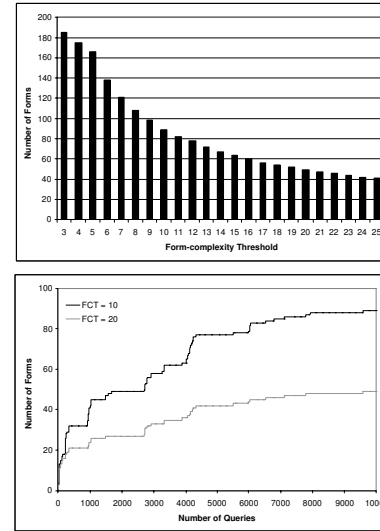 200
180
160
140
120
100
80
60
40
20
0
Number of Forms
3 4 5 6 7 8 9 10 11 12 13 14 15 16 17 18 19 20 21 22 23 24 25
Form-complexity Threshold
100
80
60
40
20
0
Number of Forms
FCT = 10
FCT = 20
0 1000 2000 3000 4000 5000 6000 7000 8000 9000 10000
Number of Queries